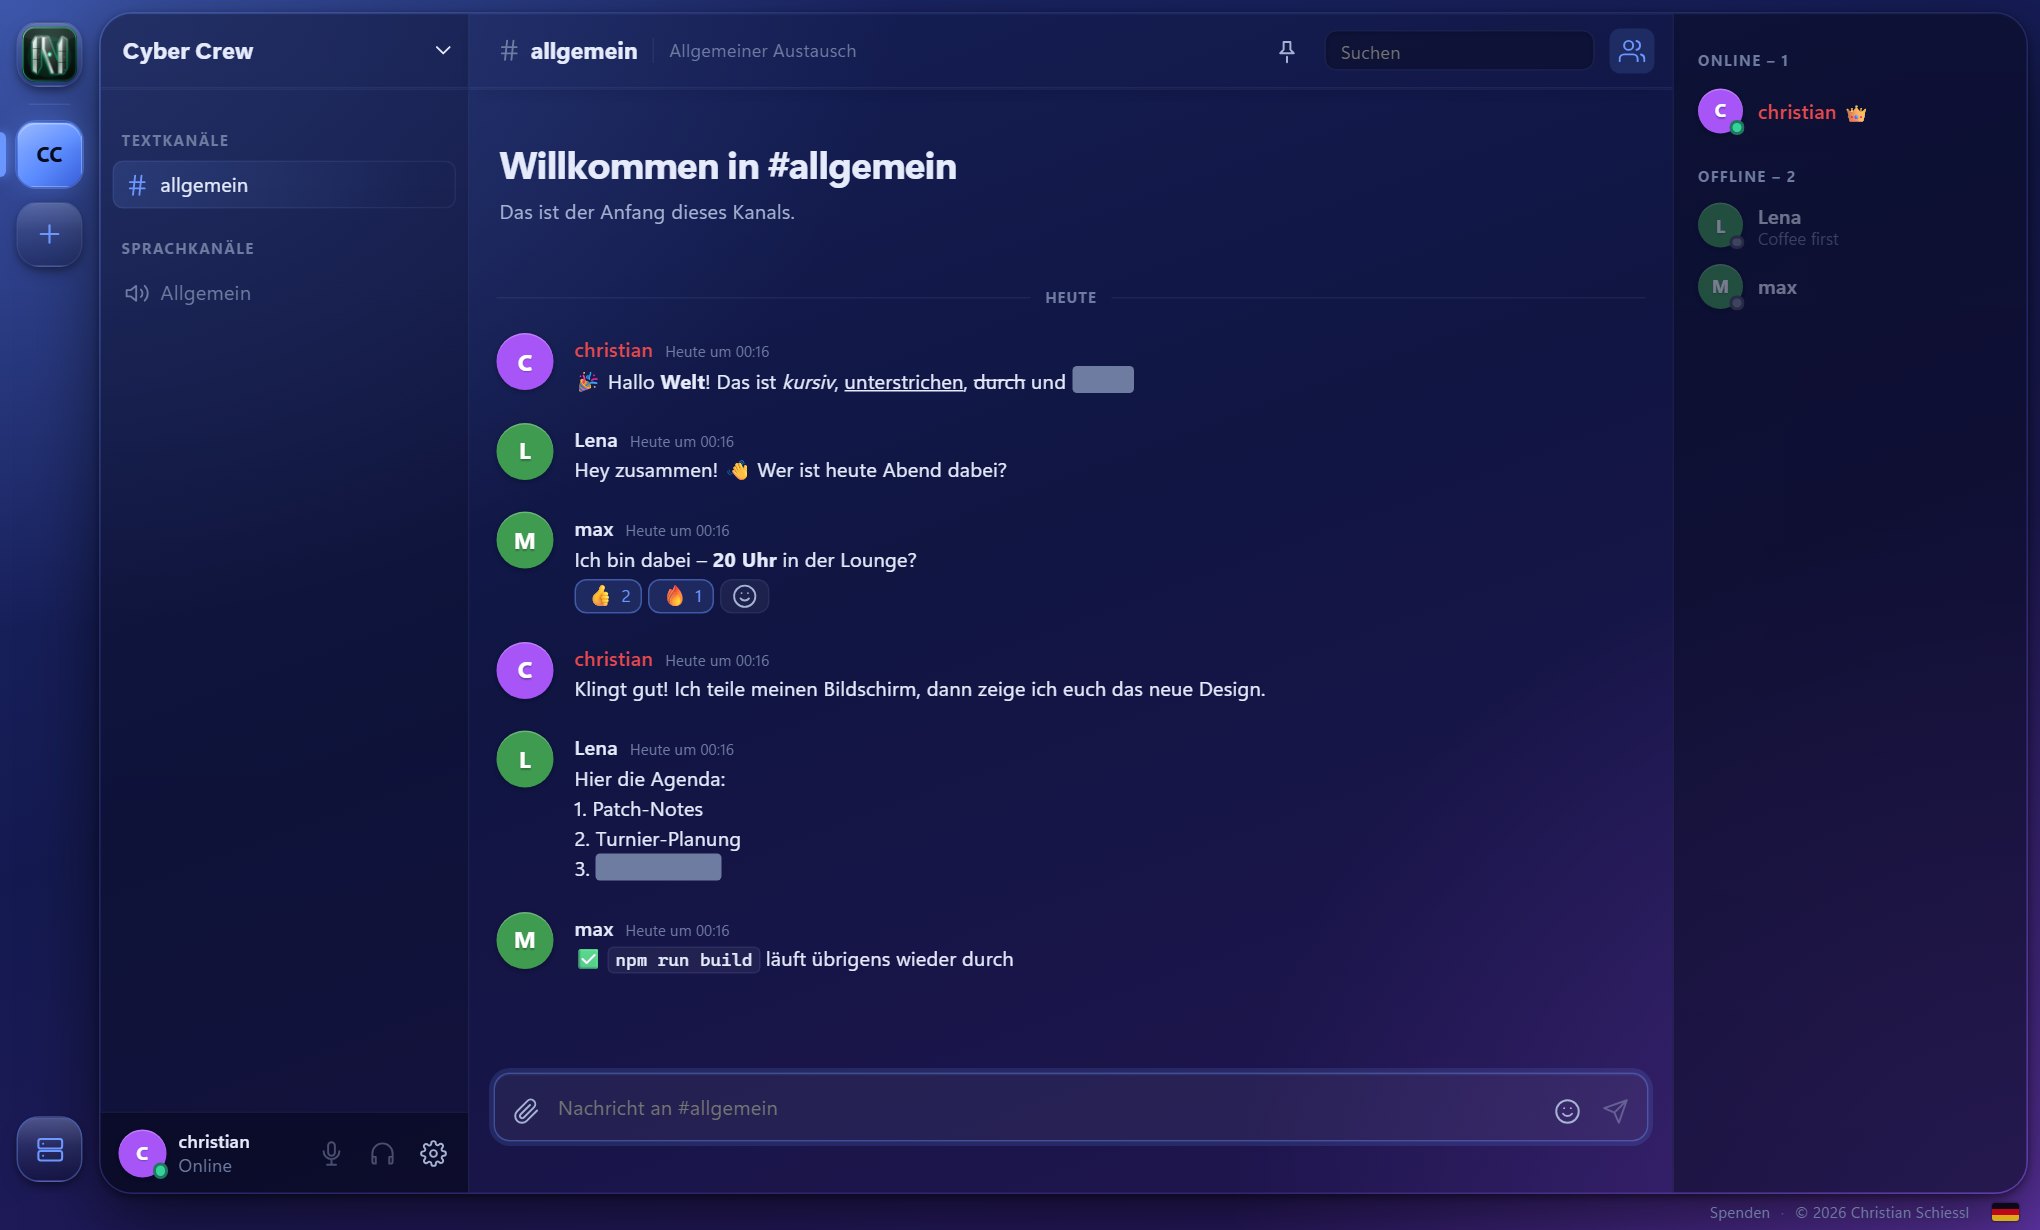 Cyber Crew
CC
TEXTKANÄLE
# allgemein
SPRACHKANÄLE
Allgemein
C
christian
Online
# allgemein
Allgemeiner Austausch
Suchen
Willkommen in #allgemein
Das ist der Anfang dieses Kanals.
HEUTE
C
christian Heute um 00:16
🎉 Hallo Welt! Das ist kursiv, unterstrichen, durch und
L
Lena Heute um 00:16
Hey zusammen! 👋 Wer ist heute Abend dabei?
M
max Heute um 00:16
Ich bin dabei – 20 Uhr in der Lounge?
👍 2 🔥 1
C
christian Heute um 00:16
Klingt gut! Ich teile meinen Bildschirm, dann zeige ich euch das neue Design.
L
Lena Heute um 00:16
Hier die Agenda:
1. Patch-Notes
2. Turnier-Planung
3.
M
max Heute um 00:16
✅ npm run build läuft übrigens wieder durch
Nachricht an #allgemein
ONLINE – 1
C
christian 👑
OFFLINE – 2
L
Lena
Coffee first
M
max
Spenden · © 2026 Christian Schiessl